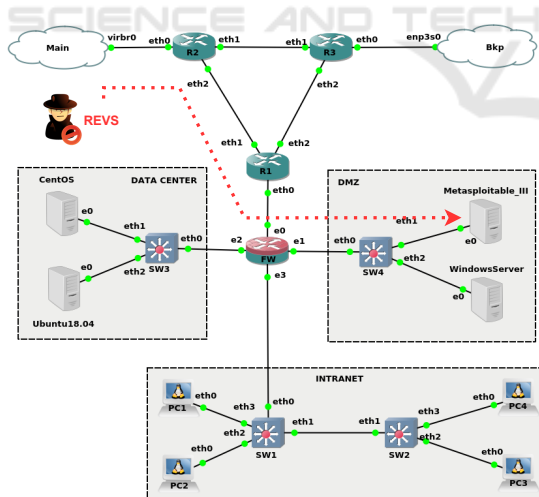 SCIENCE AND TECH
Main
virbr0
eth0
R2
eth1
eth1
R3
eth0
enp3s0
Bkp
eth2
eth2
REVS
eth1
eth2
R1
eth0
CentOS
DATA CENTER
e0
eth1
eth0
SW3
eth2
e0
Ubuntu18.04
e0
e2
e1
FW
e3
DMZ
Metasploitable_III
eth1
e0
eth0
eth2
SW4
WindowsServer
e0
INTRANET
PC1
eth0
eth3
eth0
eth2
SW1
eth1
eth0
PC2
eth1
SW2
eth3
eth2
eth0
PC4
eth0
PC3